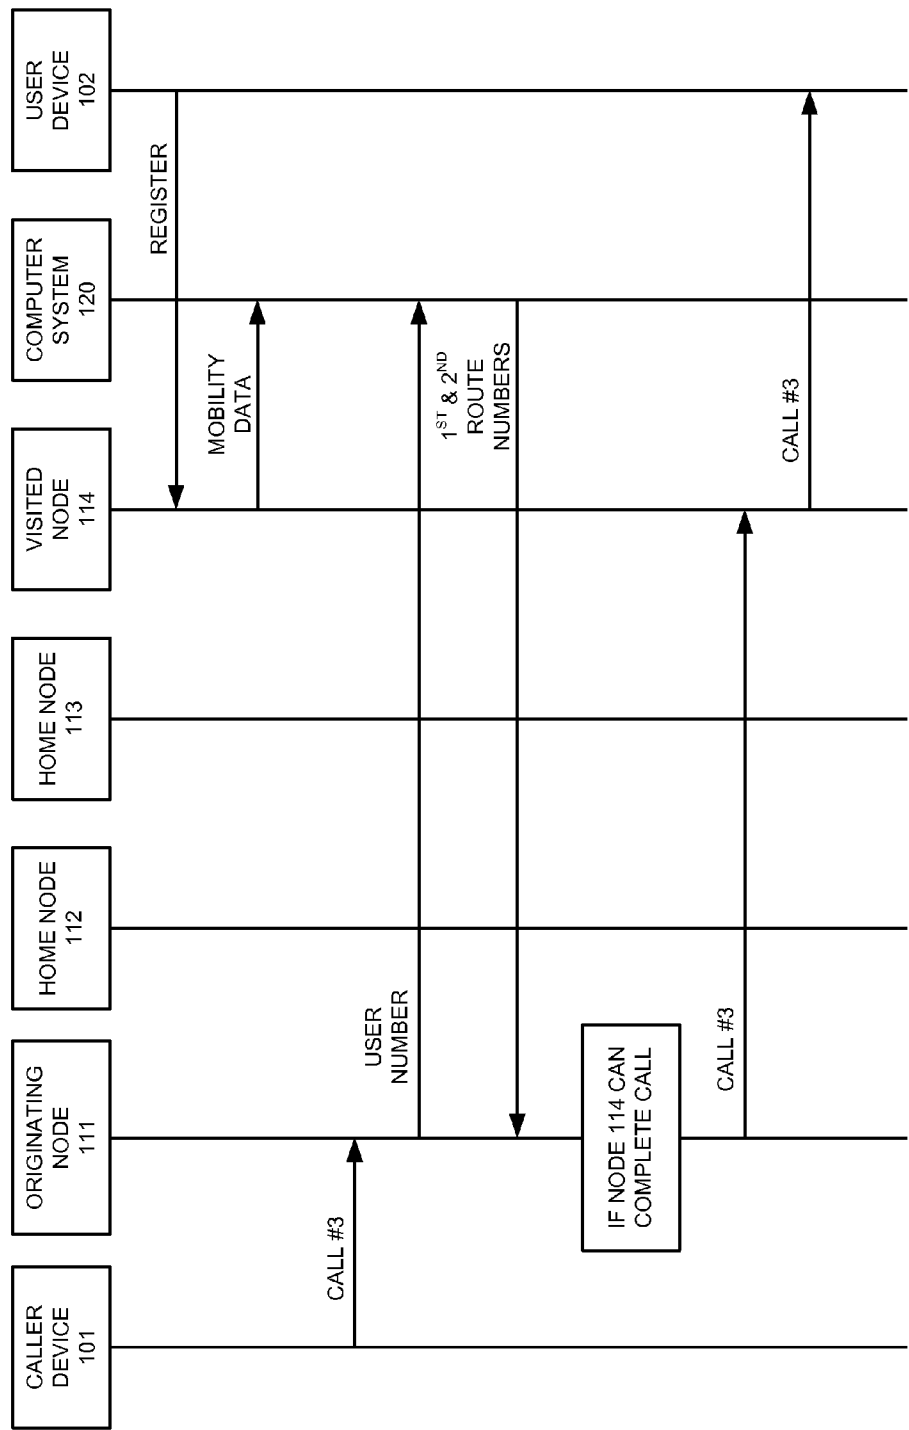 CALLER
DEVICE
101
ORIGINATING
NODE
111
HOME NODE
112
HOME NODE
113
VISITED
NODE
114
COMPUTER
SYSTEM
120
USER
DEVICE
102
REGISTER
MOBILITY
DATA
CALL #3
USER
NUMBER
1ST & 2ND
ROUTE
NUMBERS
IF NODE 114 CAN
COMPLETE CALL
CALL #3
CALL #3